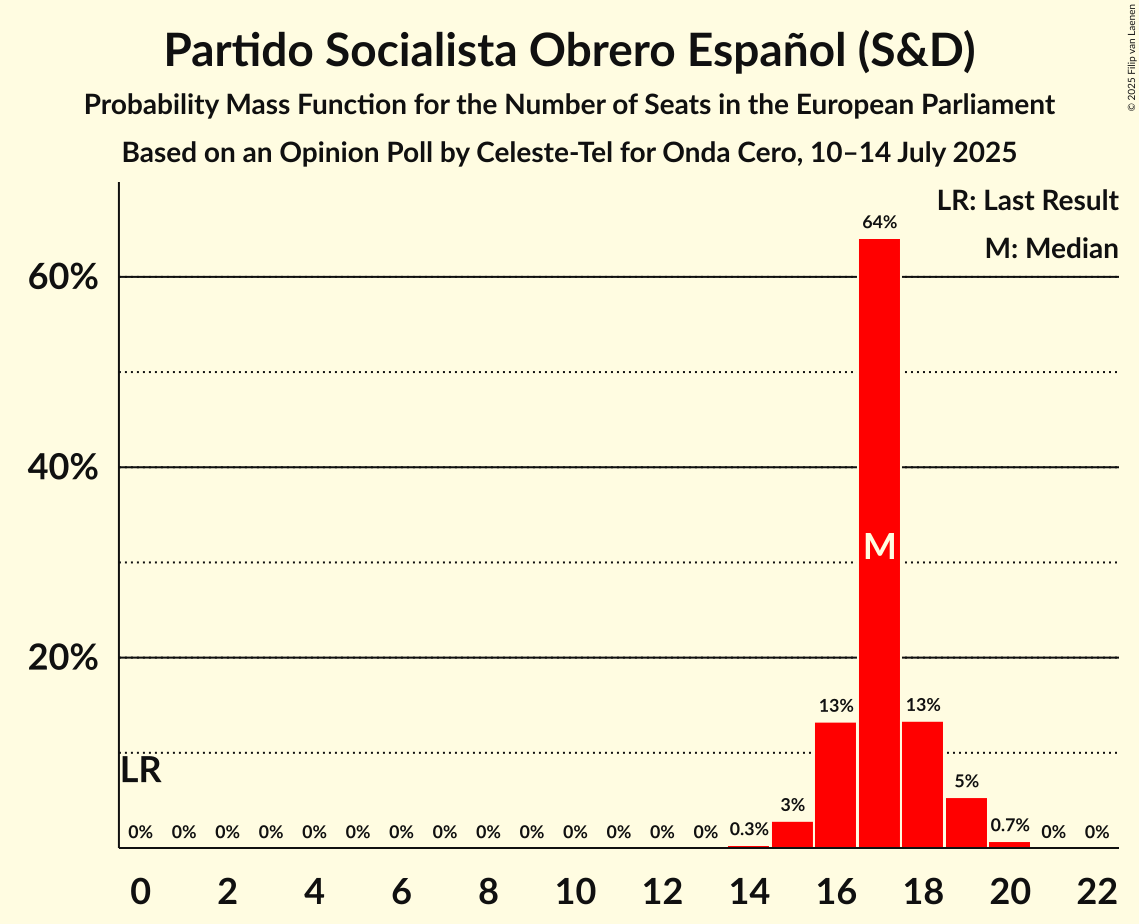 Partido Socialista Obrero Español (S&D)
Probability Mass Function for the Number of Seats in the European Parliament
Based on an Opinion Poll by Celeste-Tel for Onda Cero, 10–14 July 2025
© 2025 Filip van Laenen
LR: Last Result
M: Median
64%
60%
40%
M
20%
13% 13%
LR
5%
3%
0% 0% 0% 0% 0% 0% 0% 0% 0% 0% 0% 0% 0% 0% 0.3% 0.7% 0% 0%
0 2 4 6 8 10 12 14 16 18 20 22